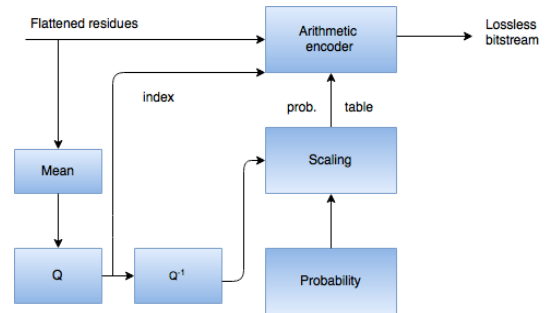 Flattened residues
Arithmetic
encoder
Lossless
bitstream
index
prob. table
Mean
Scaling
Q
Q⁻¹
Probability